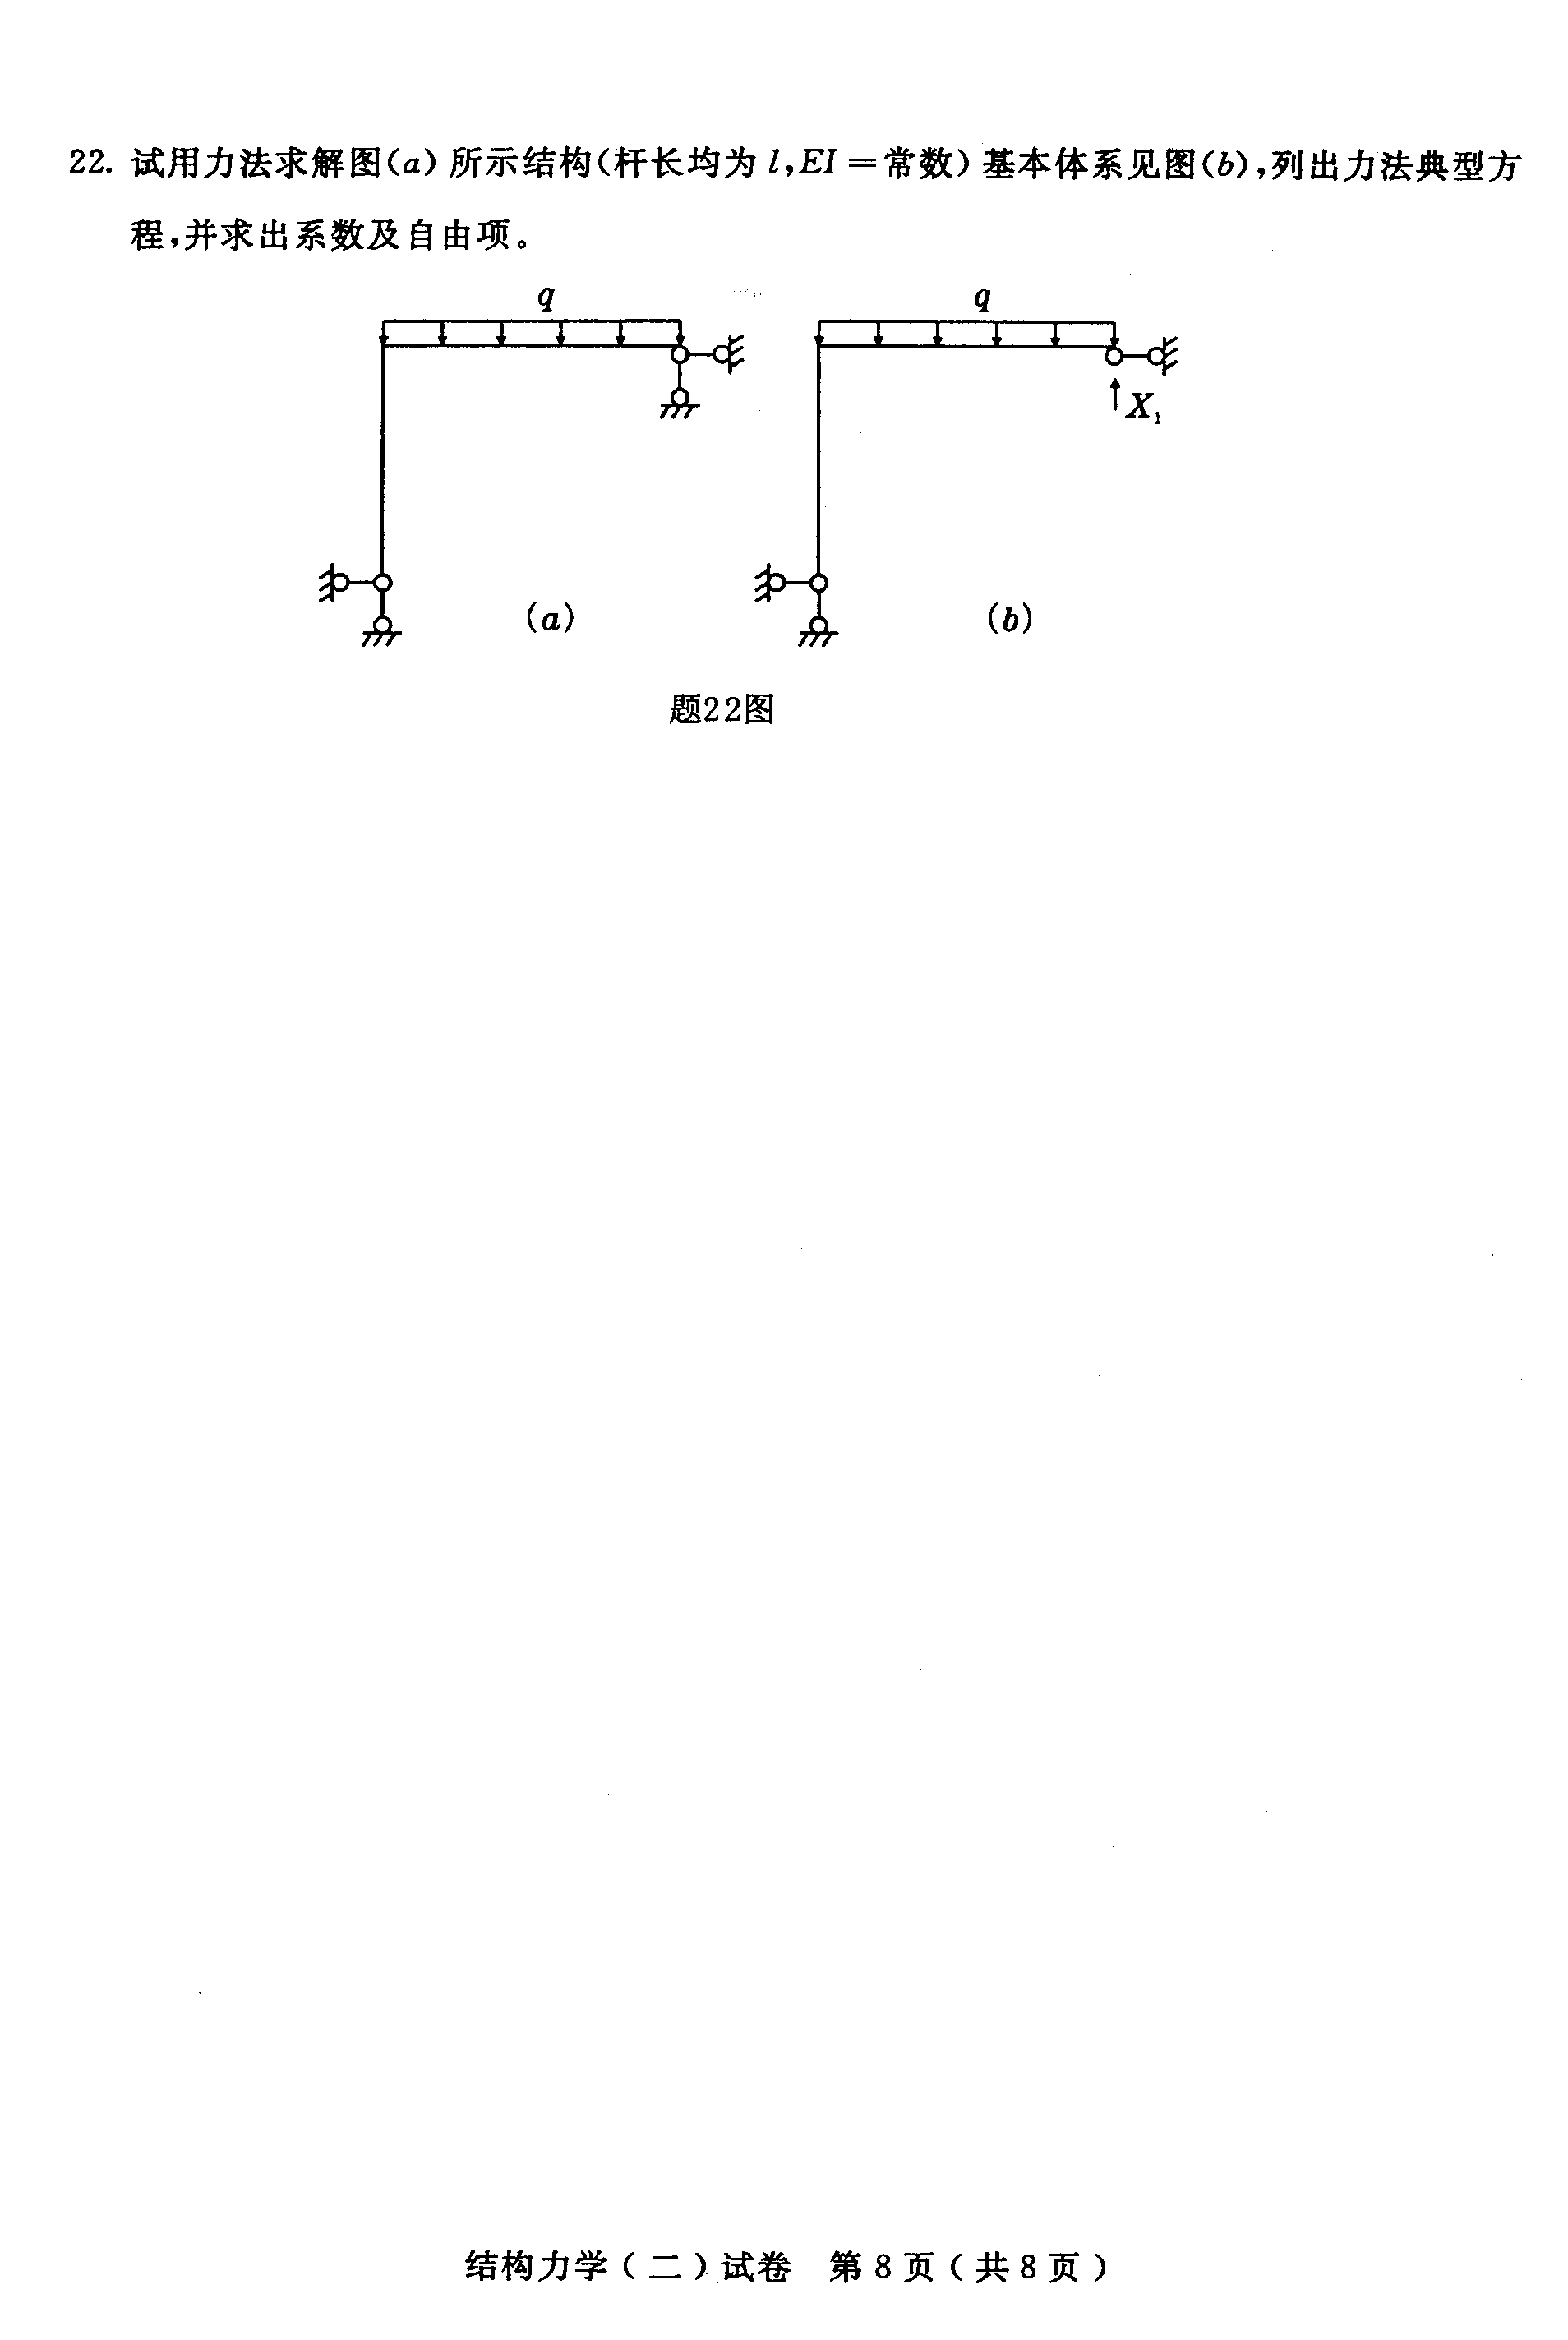 22. 试用力法求解图(a)所示结构(杆长均为 l,EI=常数)基本体系见图(b),列出力法典型方
程,并求出系数及自由项。
q q
X₁
(a) (b)
题22图
结构力学(二)试卷 第 8 页(共 8 页)